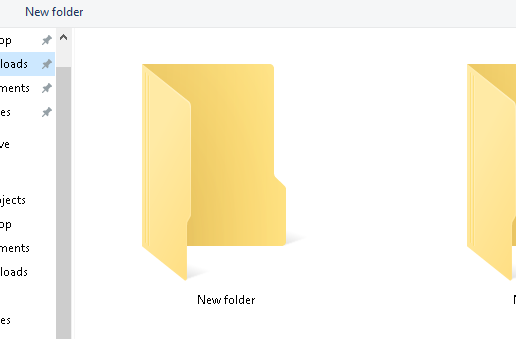 New folder
op
loads
ments
es
ve
jects
op
ments
loads
es
New folder